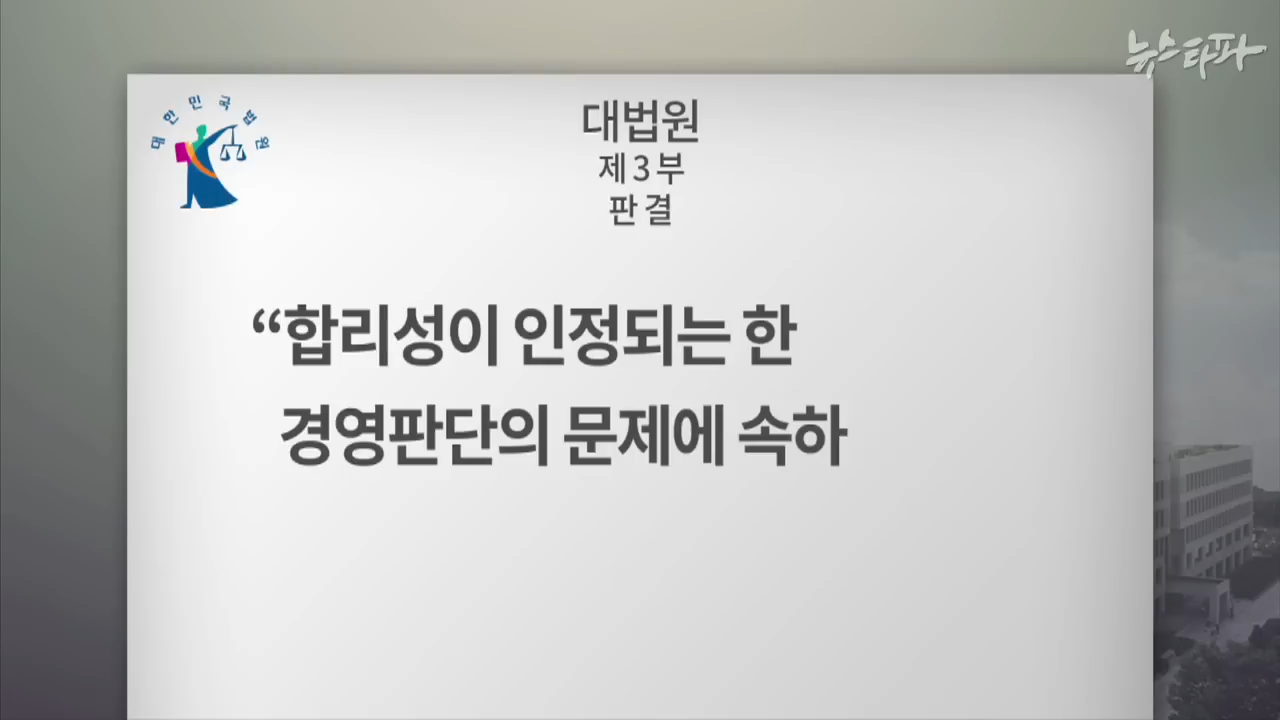 뉴스타파
대한민국법원
대법원
제 3 부
판 결
“합리성이 인정되는 한
경영판단의 문제에 속하